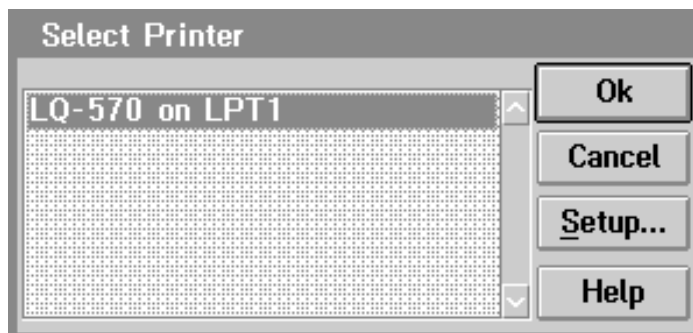 Select Printer
LQ-570 on LPT1
Ok
Cancel
Setup...
Help